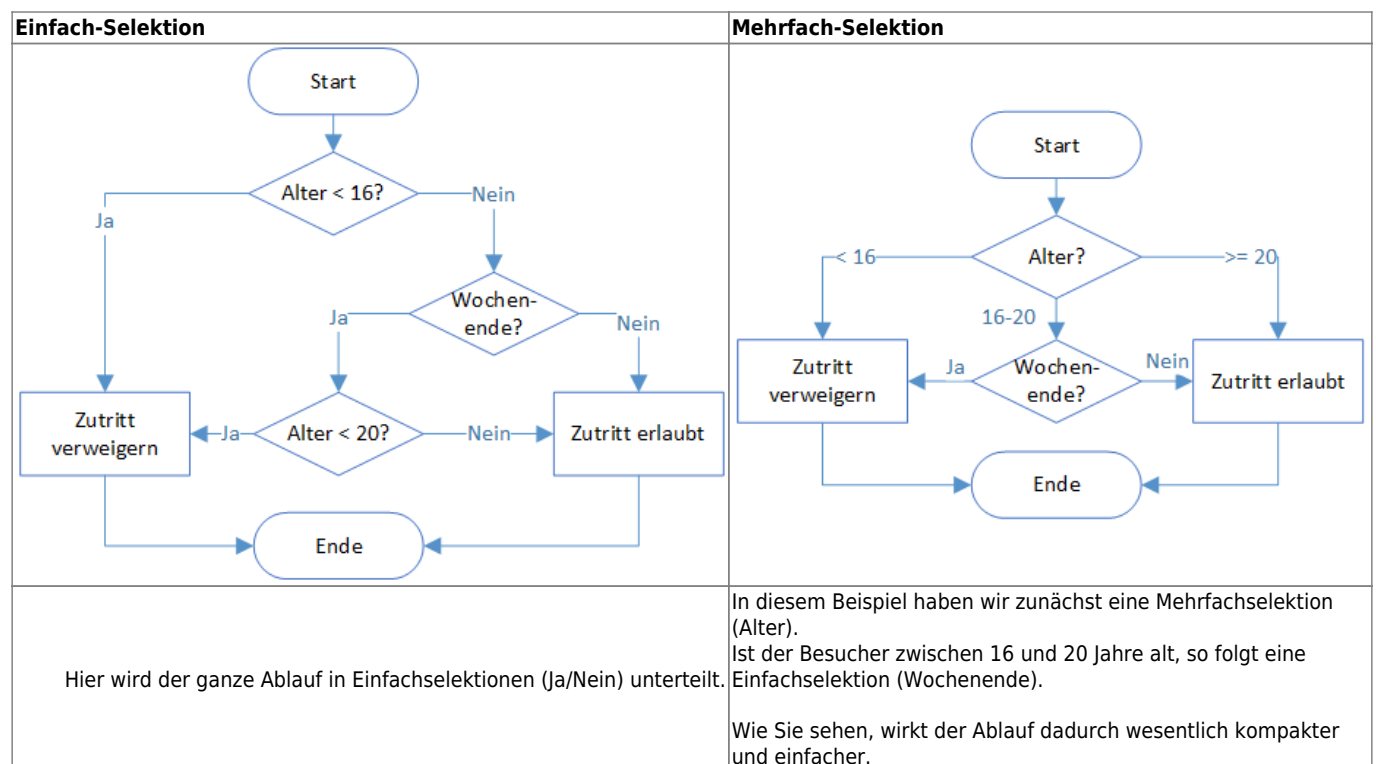 Einfach-Selektion
Mehrfach-Selektion
Start
Alter < 16?
Ja
Nein
Wochen-
ende?
Ja
Nein
Zutritt
verweigern
Ja
Alter < 20?
Nein
Zutritt erlaubt
Ende
Start
Alter?
< 16
>= 20
16-20
Zutritt
verweigern
Ja
Wochen-
ende?
Nein
Zutritt erlaubt
Ende
Hier wird der ganze Ablauf in Einfachselektionen (Ja/Nein) unterteilt.
In diesem Beispiel haben wir zunächst eine Mehrfachselektion
(Alter).
Ist der Besucher zwischen 16 und 20 Jahre alt, so folgt eine
Einfachselektion (Wochenende).
Wie Sie sehen, wirkt der Ablauf dadurch wesentlich kompakter
und einfacher.